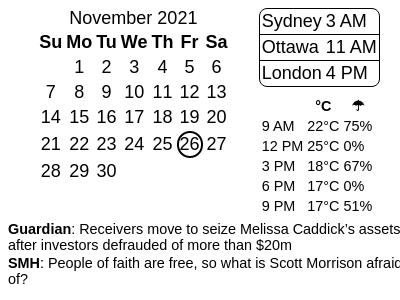 November 2021
Su Mo Tu We Th Fr Sa
1 2 3 4 5 6
7 8 9 10 11 12 13
14 15 16 17 18 19 20
21 22 23 24 25 26 27
28 29 30
Sydney 3 AM
Ottawa 11 AM
London 4 PM
°C ☂
9 AM 22°C 75%
12 PM 25°C 0%
3 PM 18°C 67%
6 PM 17°C 0%
9 PM 17°C 51%
Guardian: Receivers move to seize Melissa Caddick’s assets
after investors defrauded of more than $20m
SMH: People of faith are free, so what is Scott Morrison afraid
of?